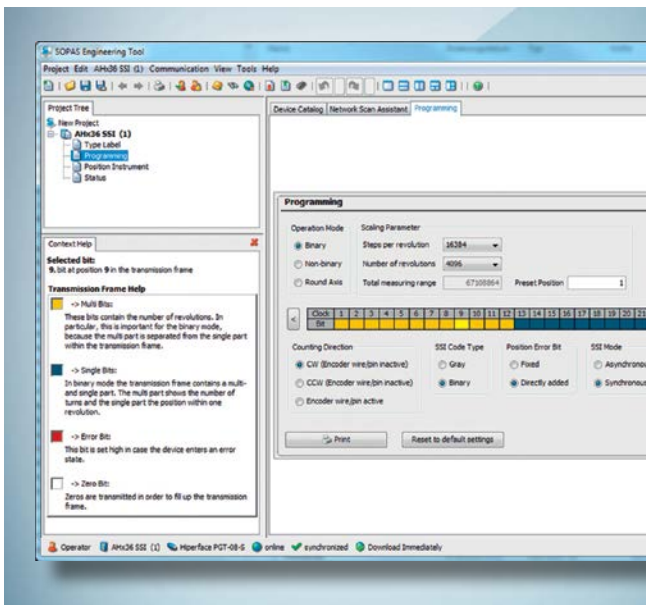 SOPAS Engineering Tool
Project Edit AHx36 SSI (1) Communication View Tools Help
Project Tree
New Project
AHx36 SSI (1)
Type Label
Programming
Position Instrument
Status
Device Catalog Network Scan Assistant Programming
Programming
Operation Mode Scaling Parameter
Binary Steps per revolution 16384
Non-binary Number of revolutions 4096
Round Axis Total measuring range 67108864 Preset Position 1
< Clock 1 2 3 4 5 6 7 8 9 10 11 12 13 14 15 16 17 18 19 20 21
Bit
Counting Direction SSI Code Type Position Error Bit SSI Mode
CW (Encoder wire/pin inactive) Gray Fixed Asynchronou
CCW (Encoder wire/pin inactive) Binary Directly added Synchronous
Encoder wire/pin active
Print Reset to default settings
Context Help
Selected bit:
9. bit at position 9 in the transmission frame
Transmission Frame Help
-> Multi Bits:
These bits contain the number of revolutions. In
particular, this is important for the binary mode,
because the multi part is separated from the single part
within the transmission frame.
-> Single Bits:
In binary mode the transmission frame contains a multi-
and single part. The multi part shows the number of
turns and the single part the position within one
revolution.
-> Error Bit:
This bit is set high in case the device enters an error
state.
-> Zero Bit:
Zeros are transmitted in order to fill up the transmission
frame.
Operator AHx36 SSI (1) Hiperface PGT-08-S online synchronized Download Immediately